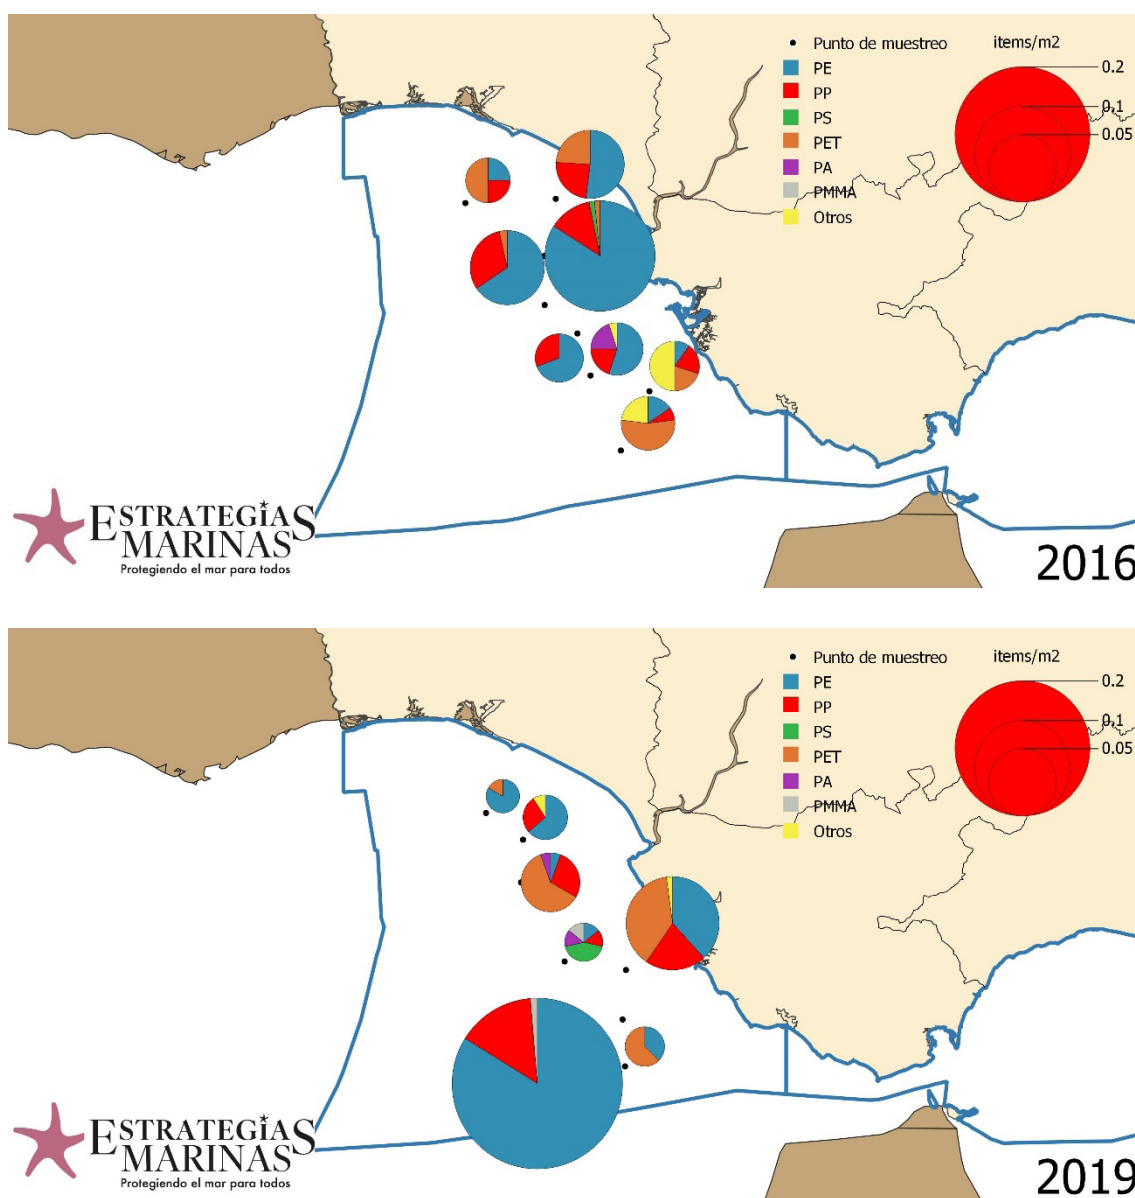 Punto de muestreo
PE
PP
PS
PET
PA
PMMA
Otros
items/m2
0.2
0.1
0.05
ESTRATEGIAS
MARINAS
Protegiendo el mar para todos
2016
Punto de muestreo
PE
PP
PS
PET
PA
PMMA
Otros
items/m2
0.2
0.1
0.05
ESTRATEGIAS
MARINAS
Protegiendo el mar para todos
2019